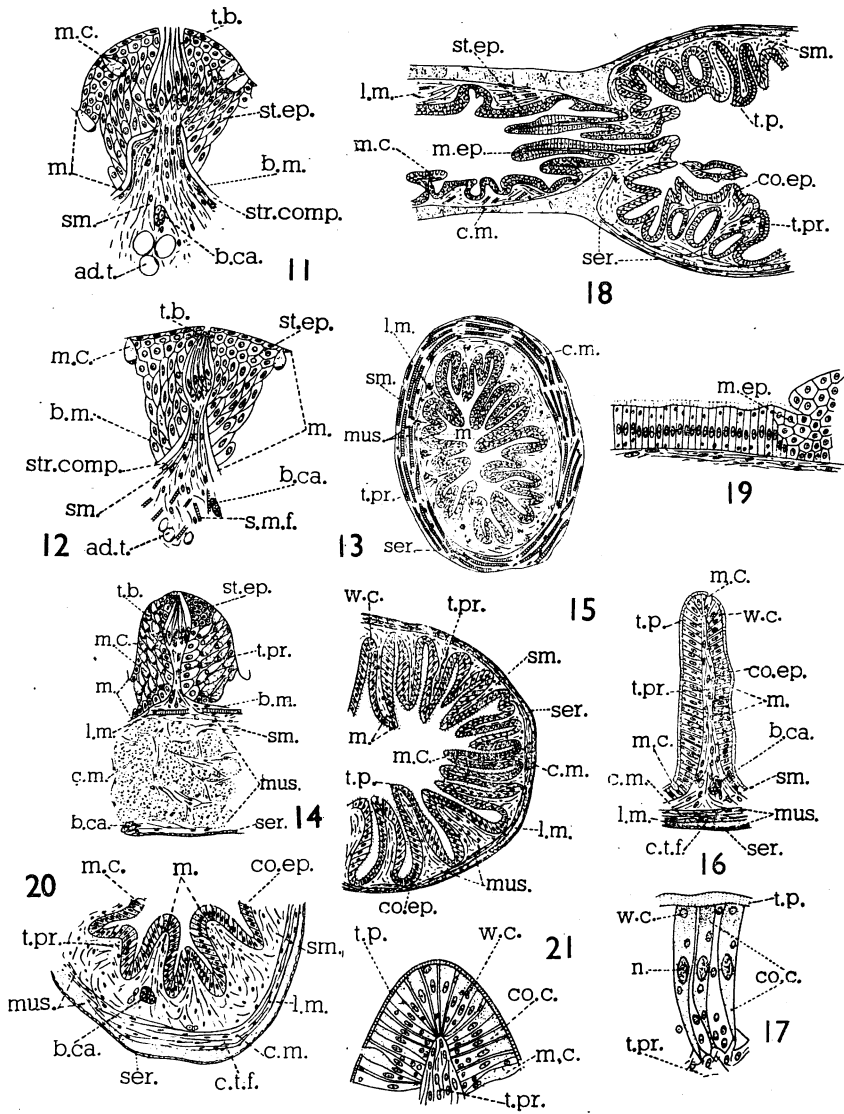 m.c.
t.b.
st.ep.
m.
b.m.
sm.
str.comp.
b.ca.
ad.t.
11
st.ep.
sm.
l.m.
t.p.
m.c.
m.ep.
co.ep.
c.m.
t.pr.
ser.
18
t.b.
st.ep.
m.c.
b.m.
m.
str.comp.
b.ca.
sm.
s.m.f.
ad.t.
12
l.m.
c.m.
sm.
mus.
m
t.pr.
ser.
13
m.ep.
19
t.b.
st.ep.
m.c.
t.pr.
m.
b.m.
l.m
sm.
c.m.
mus.
b.ca.
ser.
14
15
w.c.
t.pr.
sm.
ser.
m.
m.c.
c.m.
t.p.
l.m.
mus.
co.ep.
m.c.
t.p.
w.c.
co.ep.
t.pr.
m.
b.ca.
m.c.
c.m.
sm.
l.m.
mus.
c.t.f.
ser.
16
20
m.c.
m.
co.ep.
t.pr.
sm.
mus.
l.m.
b.ca.
c.m.
ser.
c.t.f.
21
t.p.
w.c.
co.c.
m.c.
t.pr.
w.c.
t.p.
n.
co.c.
t.pr.
17